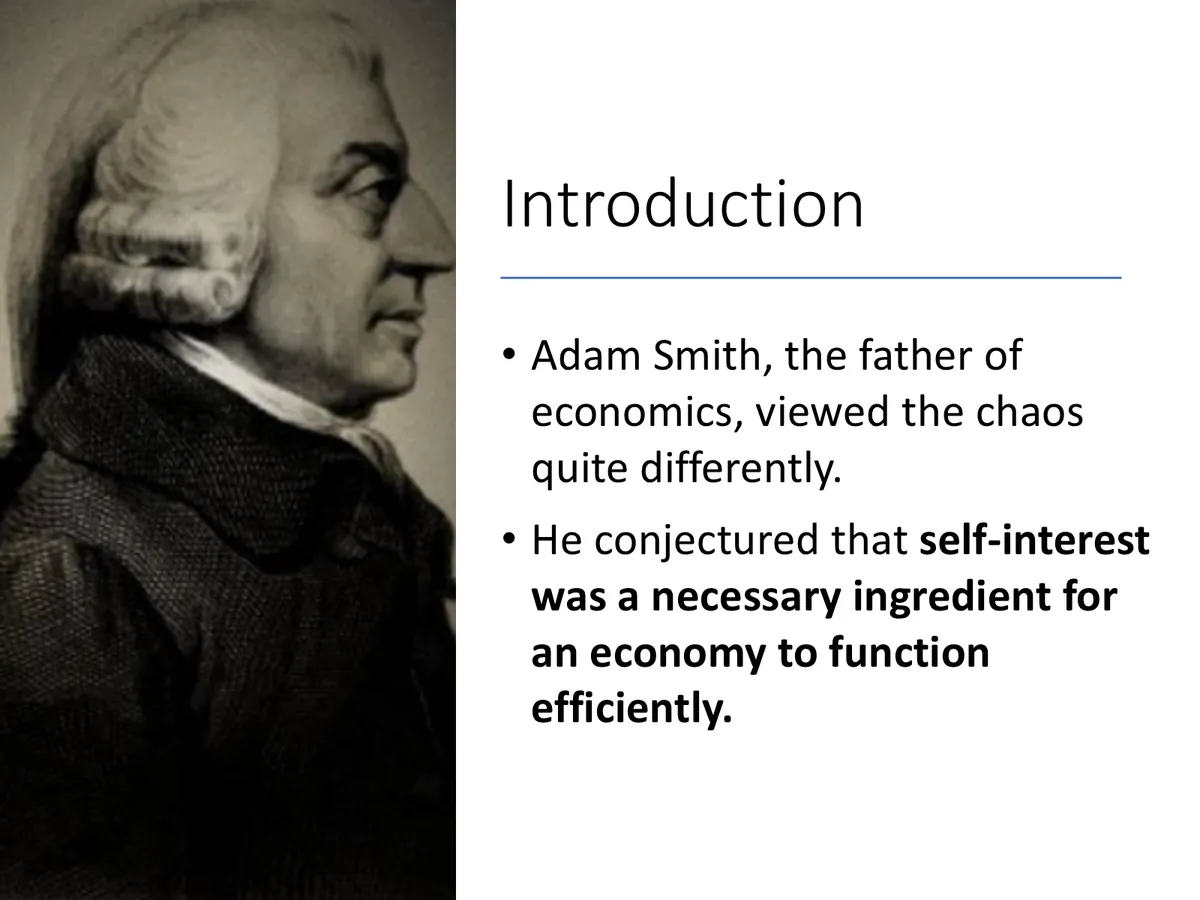 Introduction
• Adam Smith, the father of
economics, viewed the chaos
quite differently.
• He conjectured that self-interest
was a necessary ingredient for
an economy to function
efficiently.